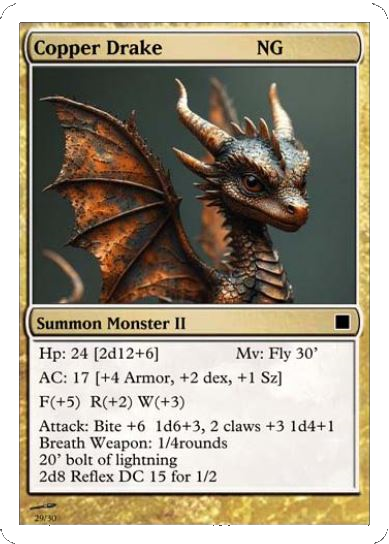 Copper Drake NG
Summon Monster II
Hp: 24 [2d12+6] Mv: Fly 30’
AC: 17 [+4 Armor, +2 dex, +1 Sz]
F(+5) R(+2) W(+3)
Attack: Bite +6 1d6+3, 2 claws +3 1d4+1
Breath Weapon: 1/4rounds
20’ bolt of lightning
2d8 Reflex DC 15 for 1/2
29/30